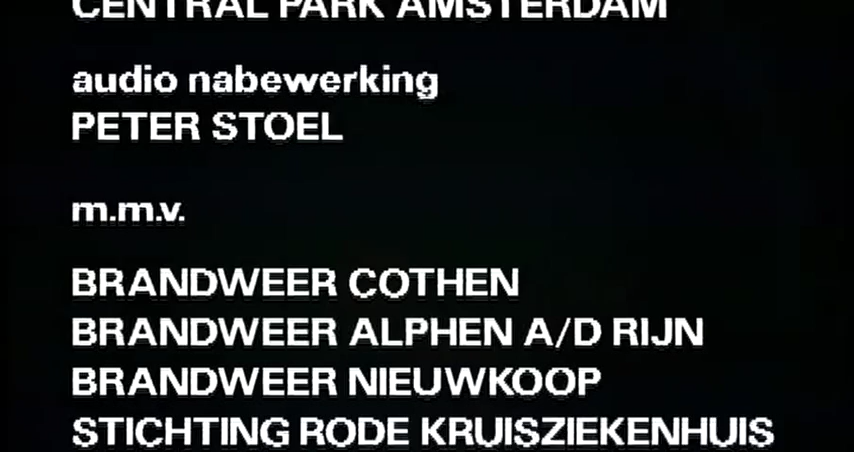 CENTRAL PARK AMSTERDAM
audio nabewerking
PETER STOEL
m.m.v.
BRANDWEER COTHEN
BRANDWEER ALPHEN A/D RIJN
BRANDWEER NIEUWKOOP
STICHTING RODE KRUISZIEKENHUIS